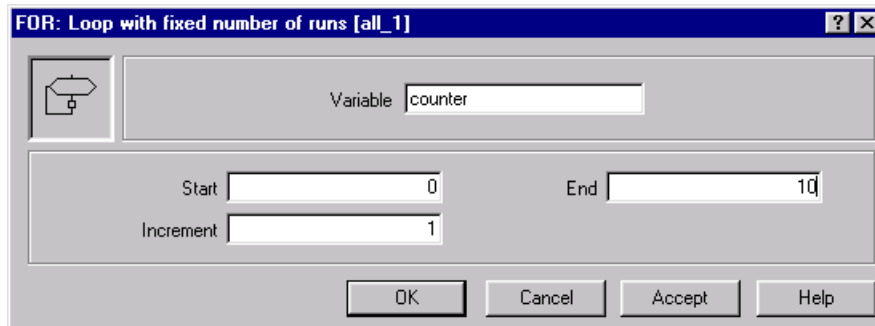 FOR: Loop with fixed number of runs [all_1]
Variable counter
Start 0 End 10
Increment 1
OK Cancel Accept Help